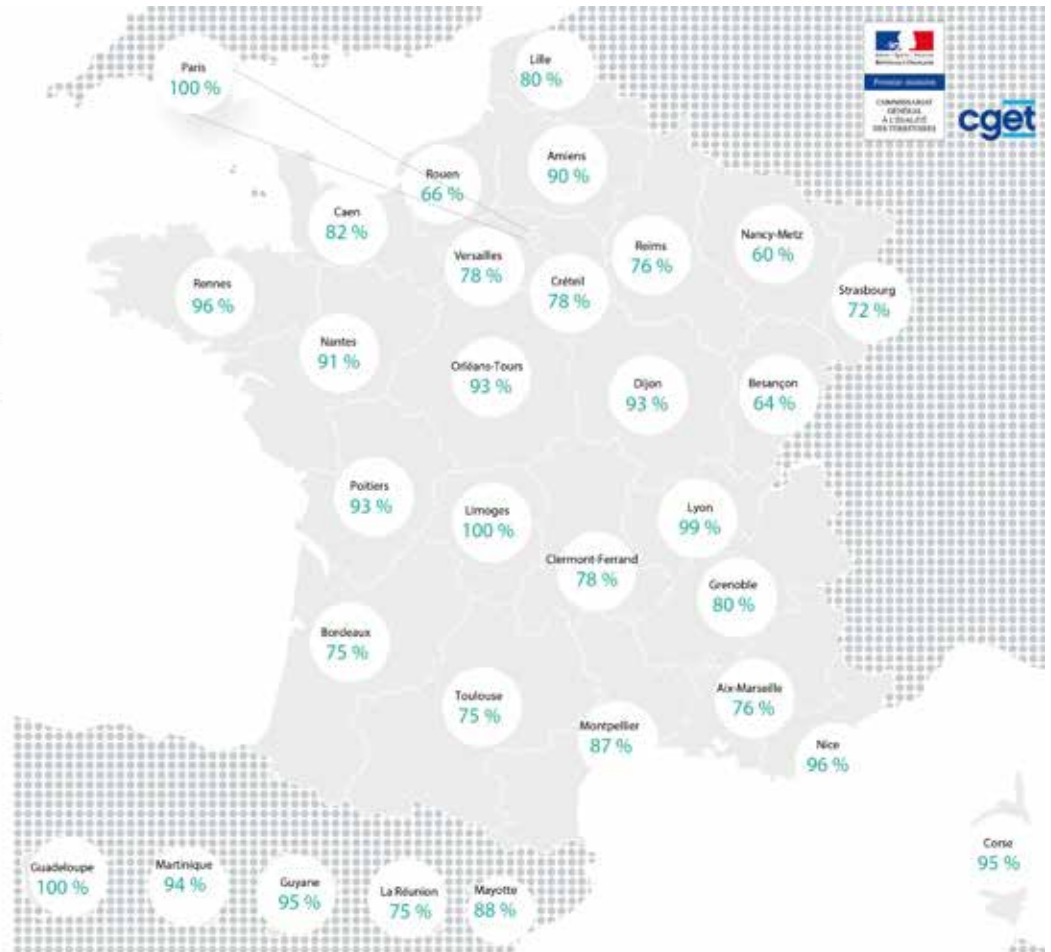 Paris
100 %
Lille
80 %
Amiens
90 %
Rouen
66 %
Caen
82 %
Versailles
78 %
Créteil
78 %
Reims
76 %
Nancy-Metz
60 %
Strasbourg
72 %
Rennes
96 %
Nantes
91 %
Orléans-Tours
93 %
Dijon
93 %
Besançon
64 %
Poitiers
93 %
Limoges
100 %
Lyon
99 %
Clermont-Ferrand
78 %
Grenoble
80 %
Bordeaux
75 %
Toulouse
75 %
Aix-Marseille
76 %
Montpellier
87 %
Nice
96 %
Corse
95 %
Guadeloupe
100 %
Martinique
94 %
Guyane
95 %
La Réunion
75 %
Mayotte
88 %
COMMISSARIAT
GÉNÉRAL
À L'ÉGALITÉ
DES TERRITOIRES
cget